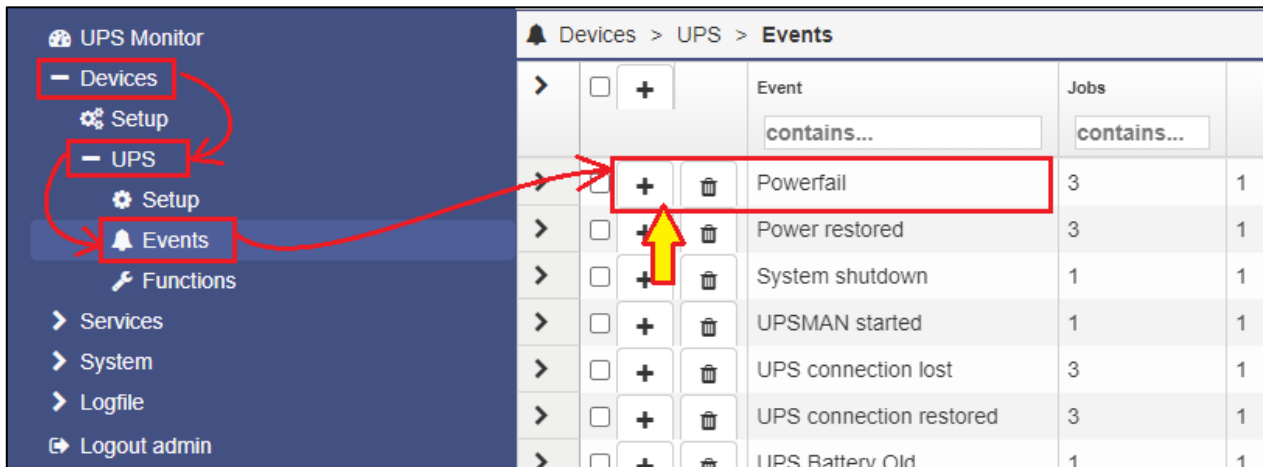 UPS Monitor
Devices
Setup
UPS
Setup
Events
Functions
Services
System
Logfile
Logout admin
Devices > UPS > Events
Event Jobs
contains... contains...
Powerfail 3 1
Power restored 3 1
System shutdown 1 1
UPSMAN started 1 1
UPS connection lost 3 1
UPS connection restored 3 1
UPS Battery Old 1 1